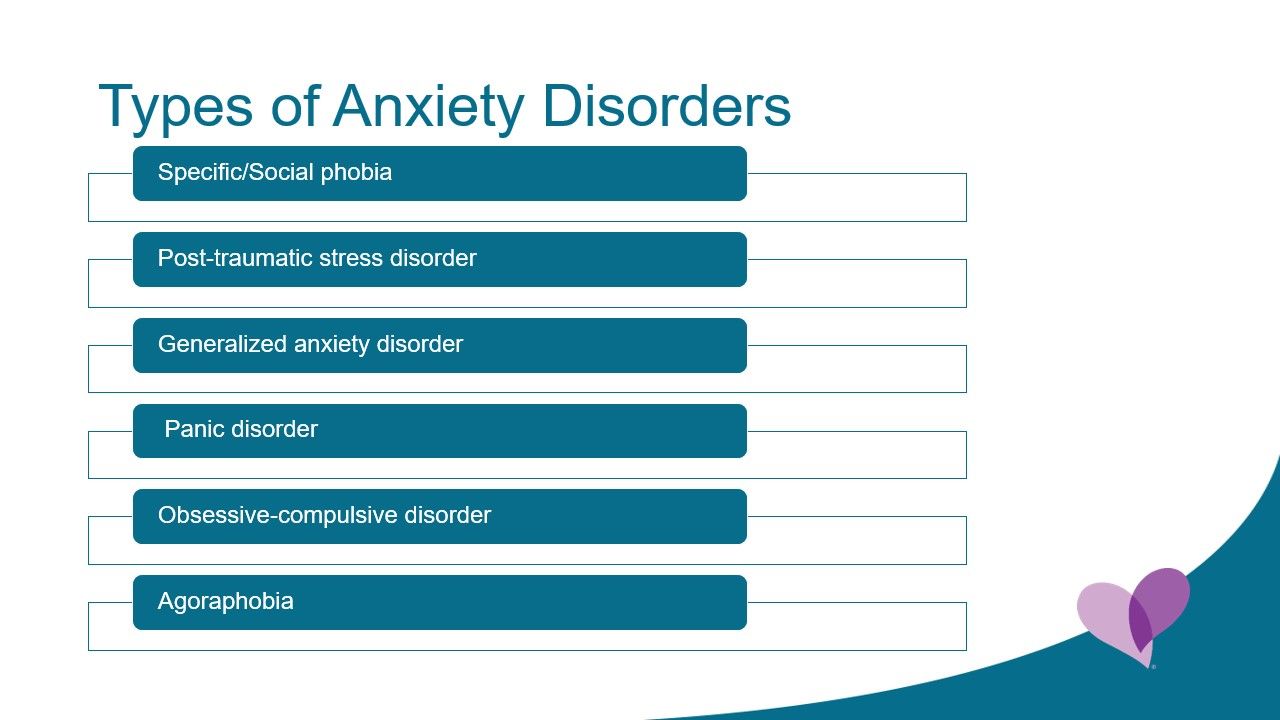 Types of Anxiety Disorders
Specific/Social phobia
Post-traumatic stress disorder
Generalized anxiety disorder
Panic disorder
Obsessive-compulsive disorder
Agoraphobia
®